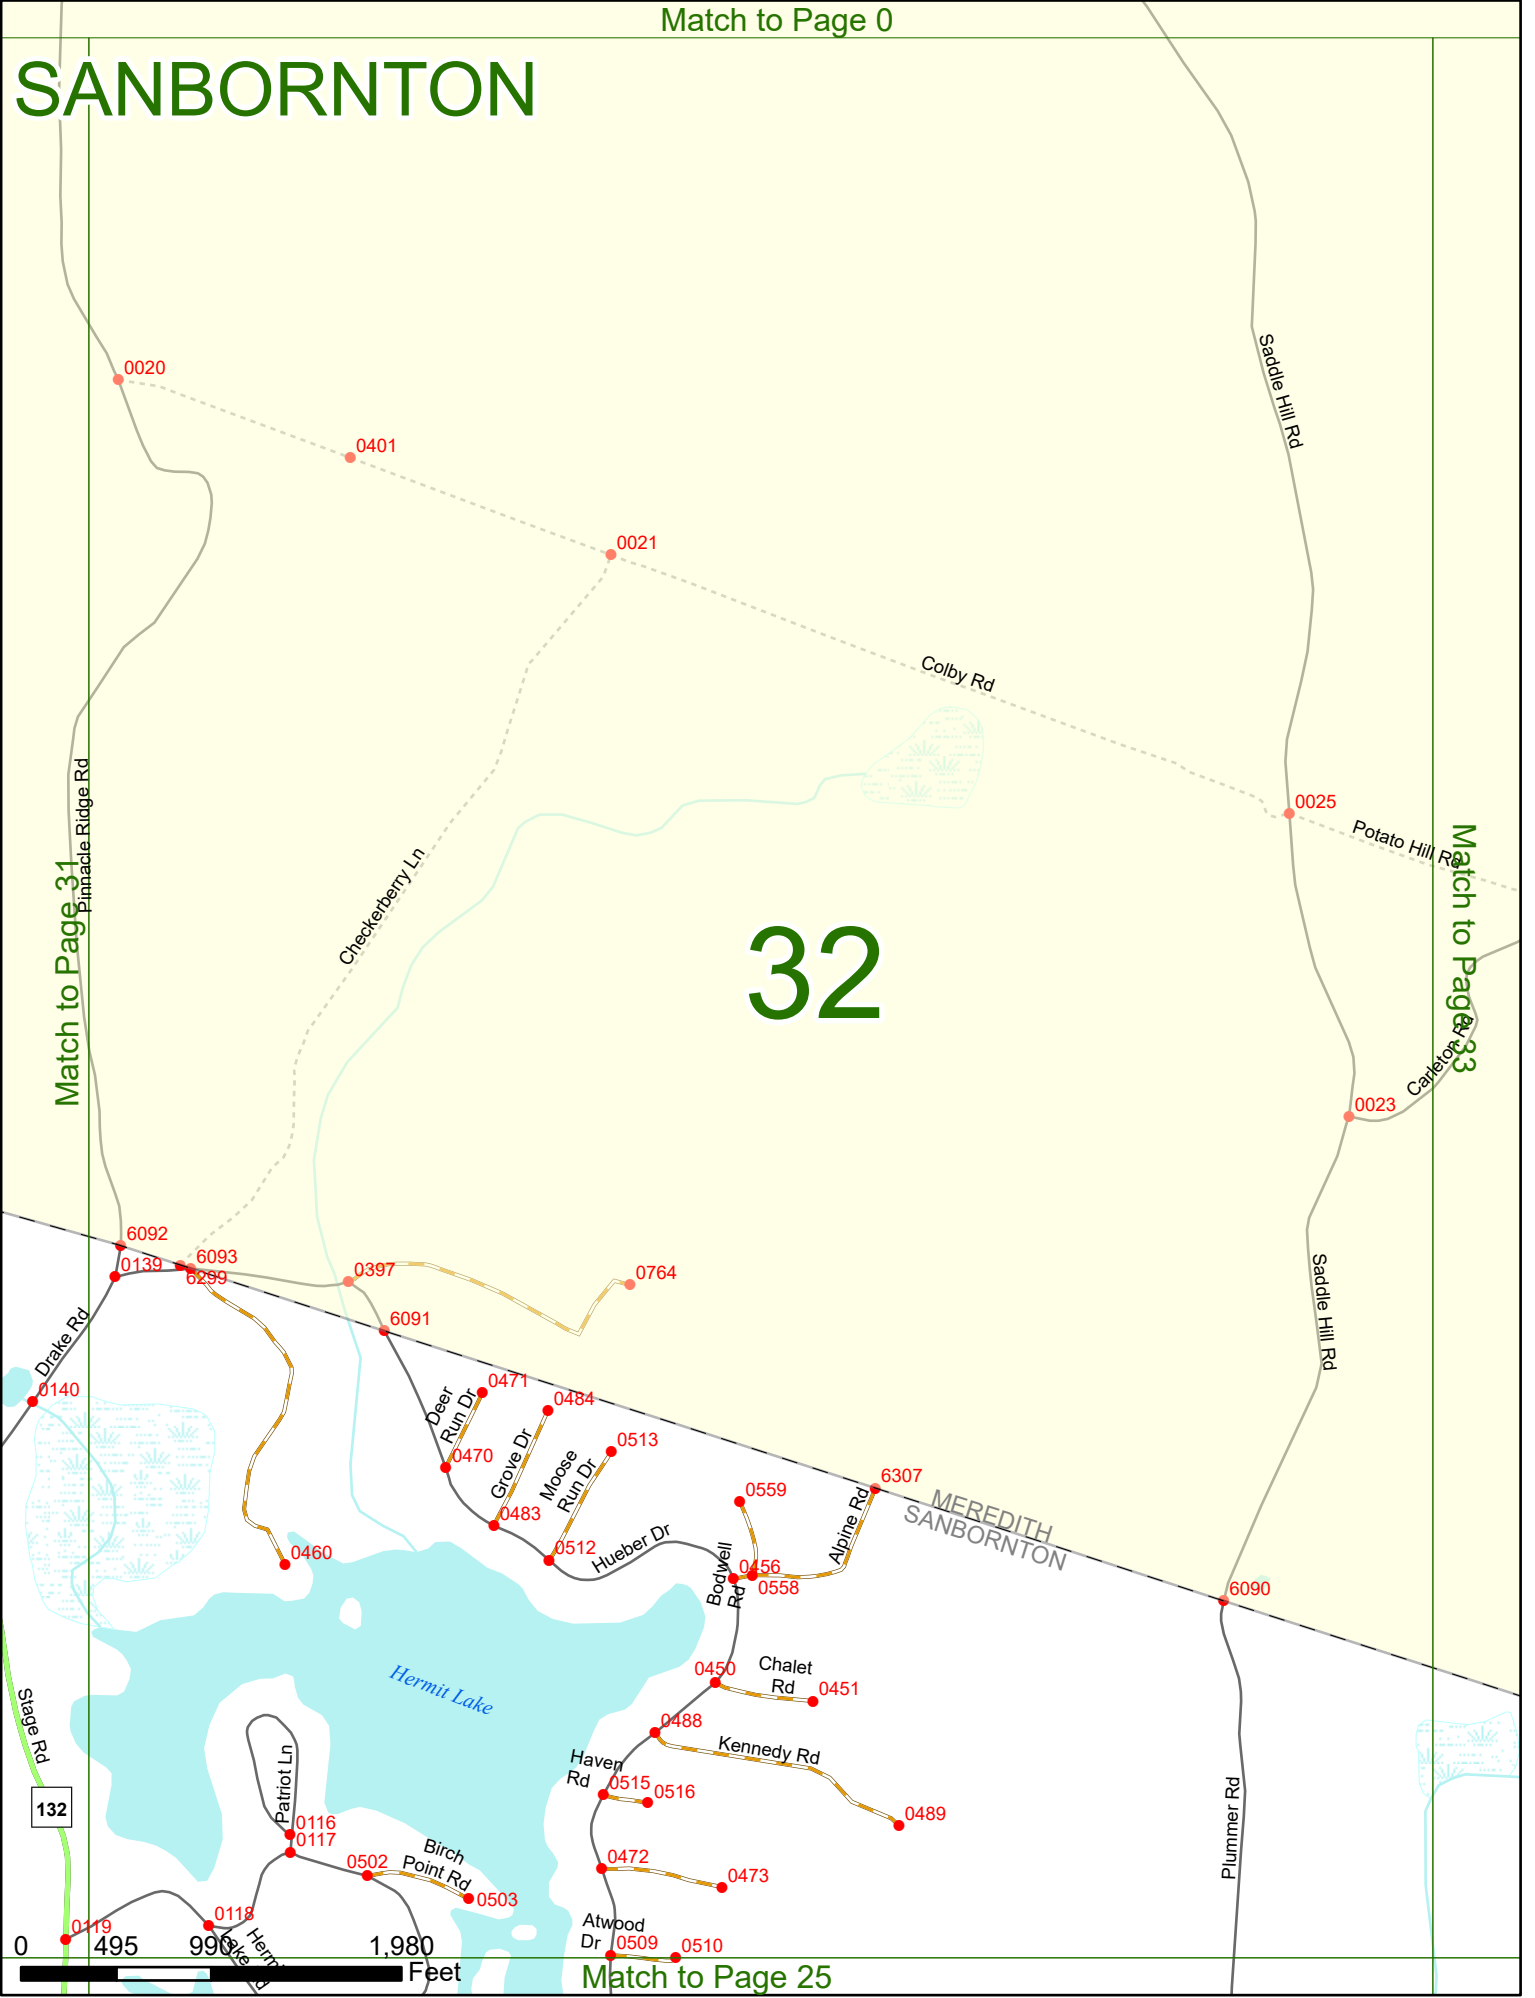 Match to Page 0
SANBORNTON
0020
Saddle Hill Rd
0401
0021
Colby Rd
Pinnacle Ridge Rd
0025
Potato Hill Rd
Match to Page 31
Match to Page 33
Checkerberry Ln
32
Carleton Rd
0023
6092
6093
0139
6299
0397
0764
Saddle Hill Rd
6091
Drake Rd
0140
0471
Deer
Run Dr
0484
0470
Grove Dr
0513
Moose
Run Dr
0483
6307
0559
Alpine Rd
MEREDITH
SANBORNTON
0512
Hueber Dr
0460
Bodwell
Rd
0456
0558
6090
Hermit Lake
0450
Chalet
Rd
0451
Stage Rd
0488
Kennedy Rd
Haven
Rd
0515
0516
132
Patriot Ln
0489
Plummer Rd
0116
0117
0502
Birch
Point Rd
0503
0472
0473
0118
0119
Hermit
Lake Rd
Atwood
Dr
0509
0510
0 495 990 1,980
Feet
Match to Page 25